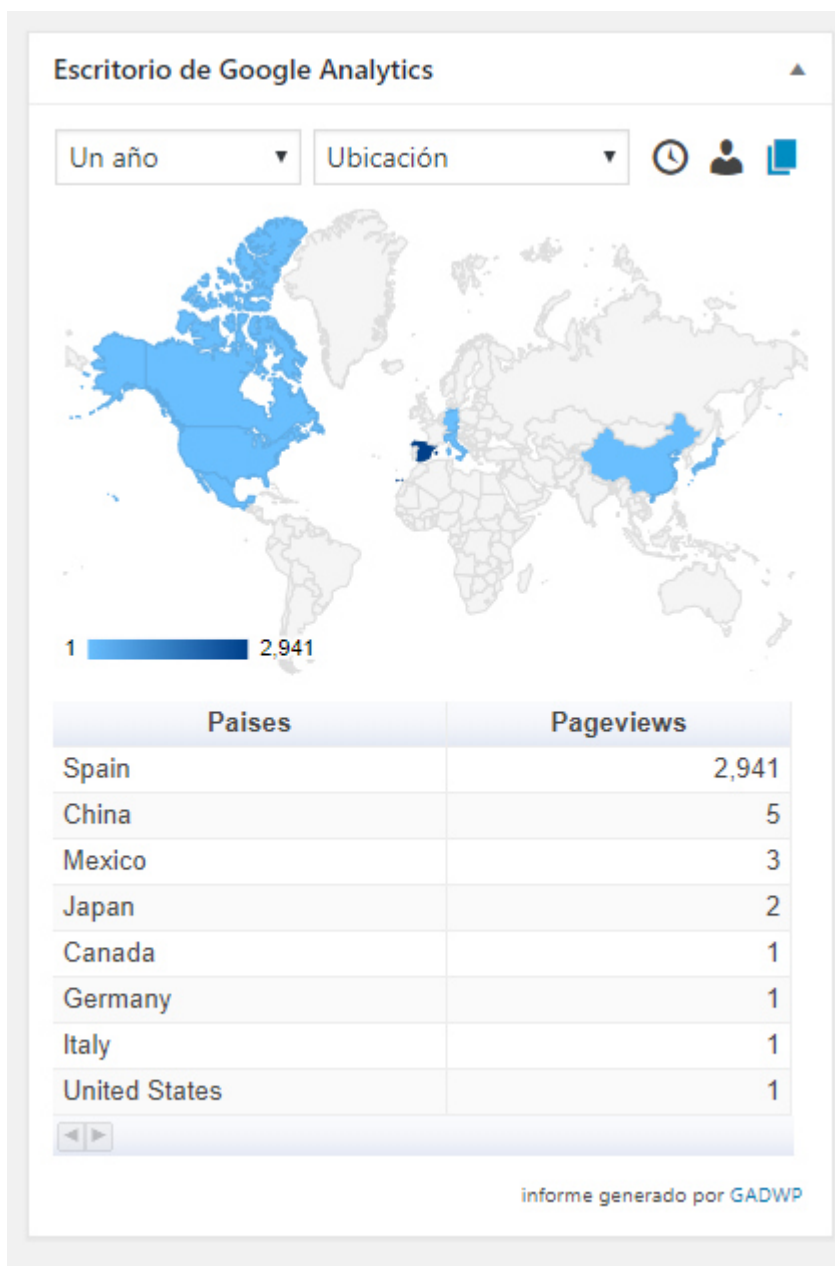 Escritorio de Google Analytics
Un año Ubicación
1 2,941
Paises Pageviews
Spain 2,941
China 5
Mexico 3
Japan 2
Canada 1
Germany 1
Italy 1
United States 1
informe generado por GADWP